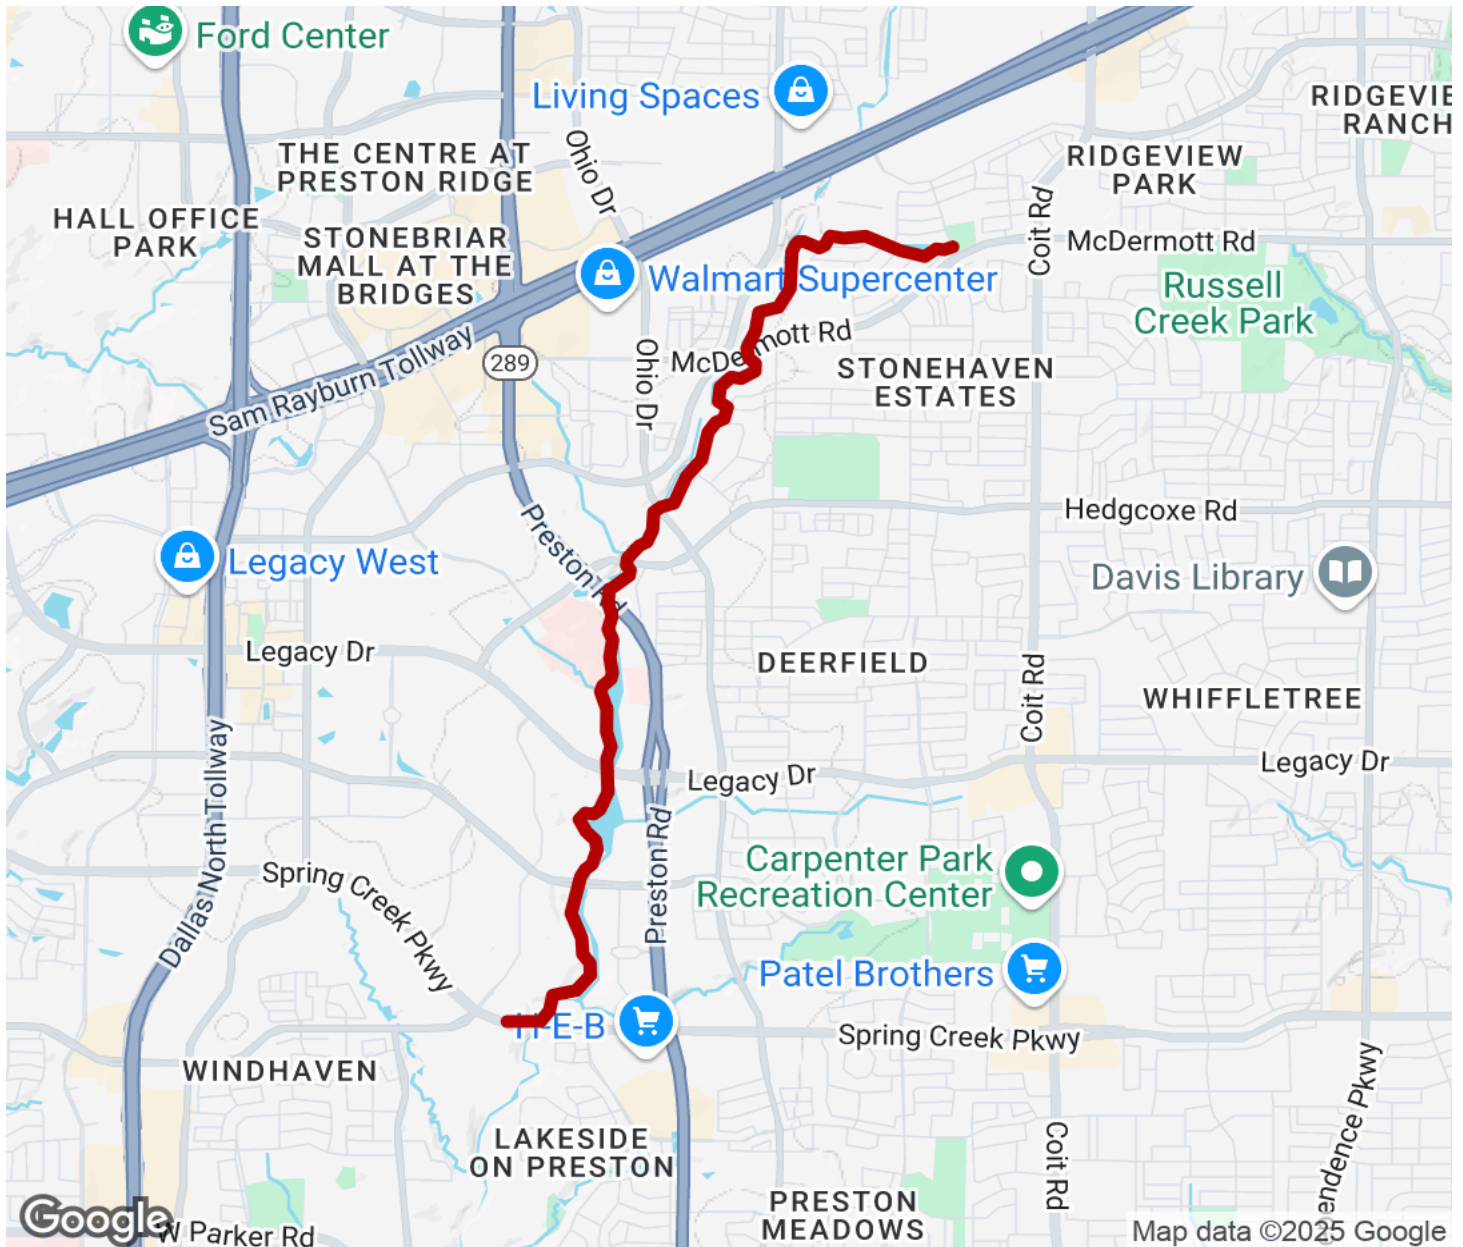 Ford Center
Living Spaces
RIDGEVIE
RANCH
THE CENTRE AT
PRESTON RIDGE
Ohio Dr
RIDGEVIEW
PARK
HALL OFFICE
PARK
STONEBRIAR
MALL AT THE
BRIDGES
Coit Rd
McDermott Rd
Walmart Supercenter
Russell
Creek Park
Sam Rayburn Tollway
289
Ohio Dr
McDermott Rd
STONEHAVEN
ESTATES
Hedgcoxe Rd
Preston Rd
Legacy West
Davis Library
Legacy Dr
DEERFIELD
Coit Rd
WHIFFLETREE
Dallas North Tollway
Legacy Dr
Legacy Dr
Preston Rd
Spring Creek Pkwy
Carpenter Park
Recreation Center
Patel Brothers
H-E-B
Spring Creek Pkwy
WINDHAVEN
LAKESIDE
ON PRESTON
Coit Rd
endence Pkwy
PRESTON
MEADOWS
Google
W Parker Rd
Map data ©2025 Google